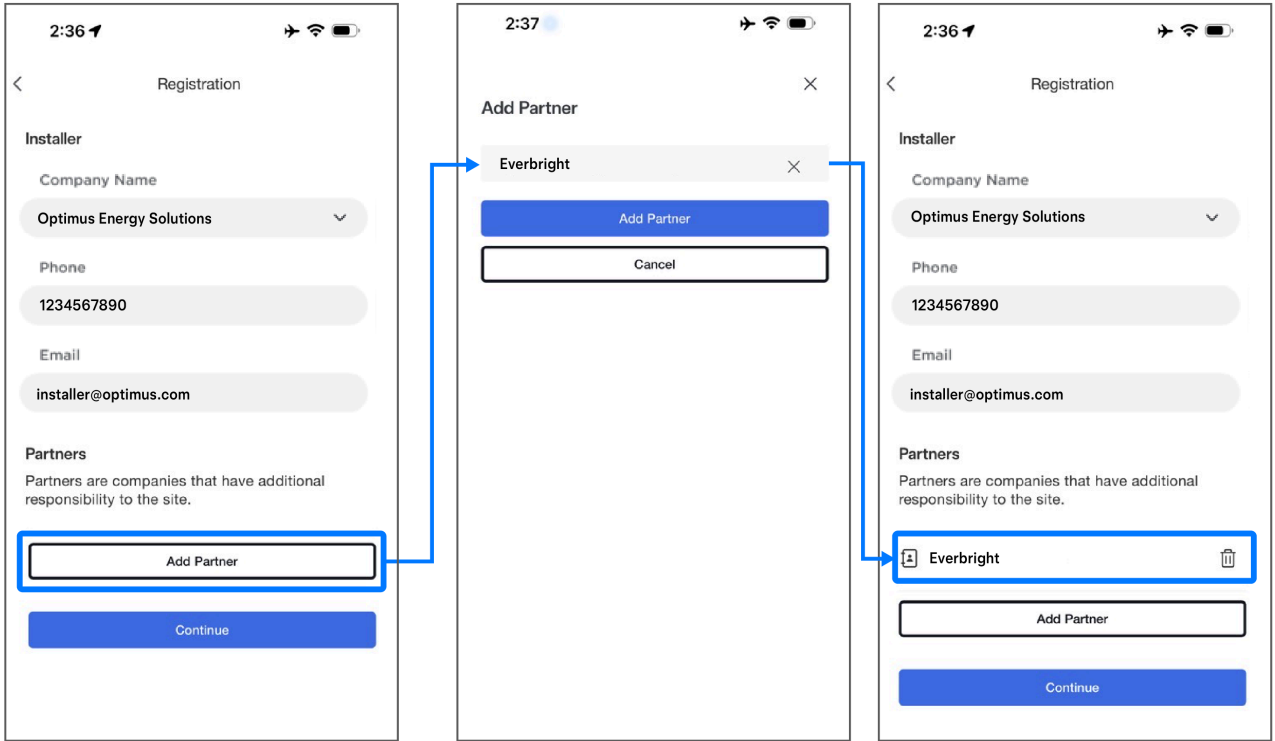 2:36
Registration
Installer
Company Name
Optimus Energy Solutions
Phone
1234567890
Email
installer@optimus.com
Partners
Partners are companies that have additional
responsibility to the site.
Add Partner
Continue
2:37
Add Partner
Everbright
Add Partner
Cancel
2:36
Registration
Installer
Company Name
Optimus Energy Solutions
Phone
1234567890
Email
installer@optimus.com
Partners
Partners are companies that have additional
responsibility to the site.
Everbright
Add Partner
Continue